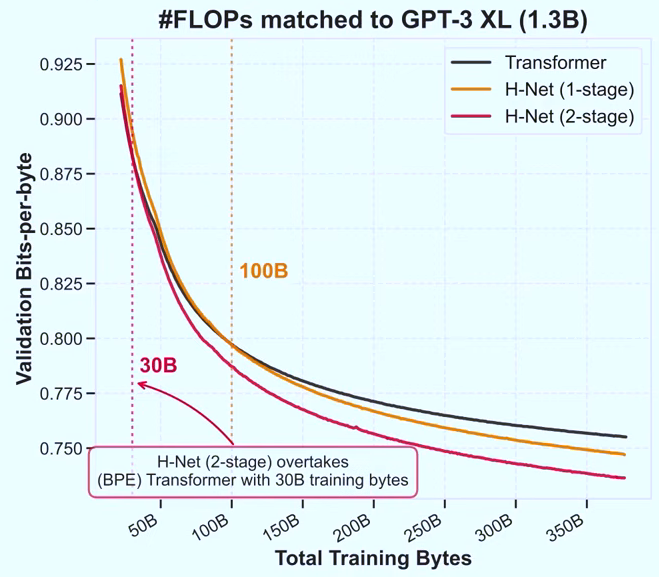 #FLOPs matched to GPT-3 XL (1.3B)
Validation Bits-per-byte
0.925
0.900
0.875
0.850
0.825
0.800
0.775
0.750
Transformer
H-Net (1-stage)
H-Net (2-stage)
100B
30B
H-Net (2-stage) overtakes
(BPE) Transformer with 30B training bytes
50B
100B
150B
200B
250B
300B
350B
Total Training Bytes